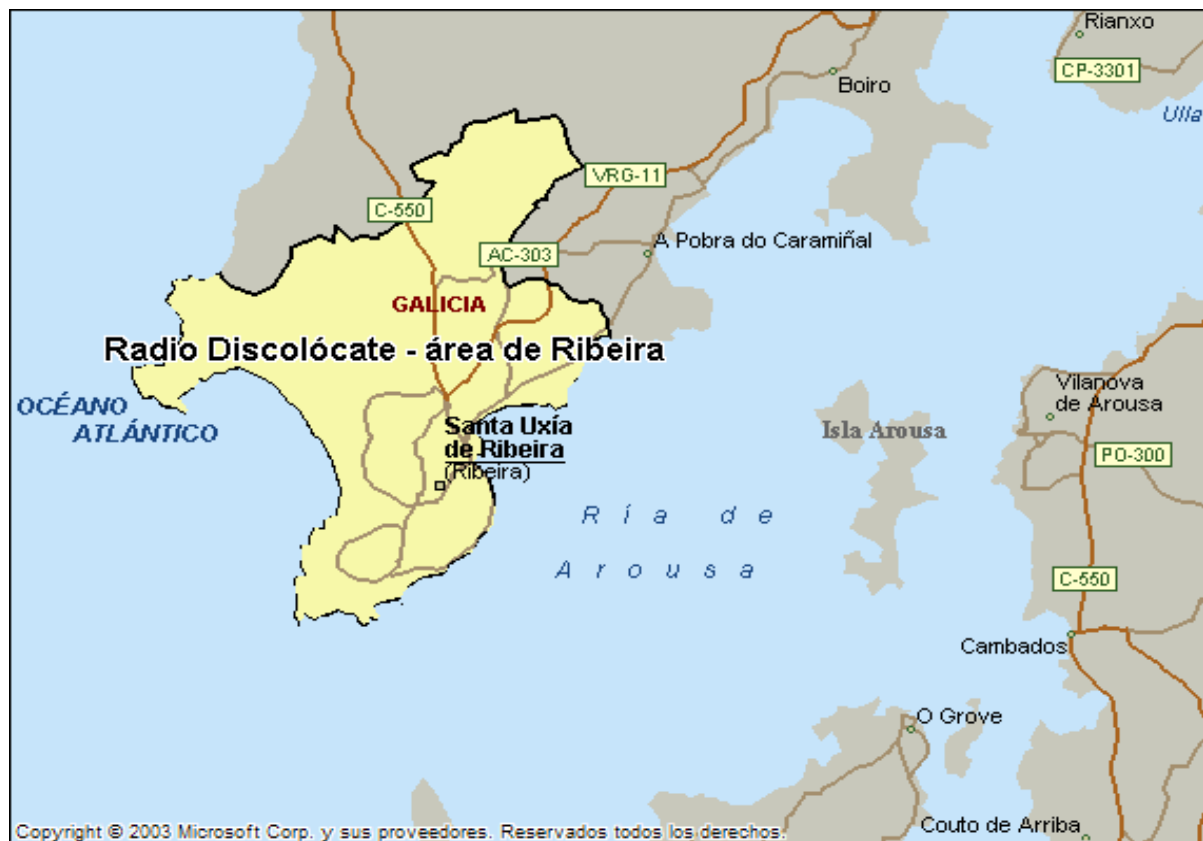 Rianxo
CP-3301
Boiro
Ulla
VRG-11
C-550
A Pobra do Caramiñal
AC-303
GALICIA
Radio Discolócate - área de Ribeira
OCÉANO
ATLÁNTICO
Vilanova
de Arousa
Santa Uxía
de Ribeira
(Ribeira)
Isla Arousa
PO-300
Ría de
Arousa
C-550
Cambados
O Grove
Couto de Arriba
Copyright © 2003 Microsoft Corp. y sus proveedores. Reservados todos los derechos.